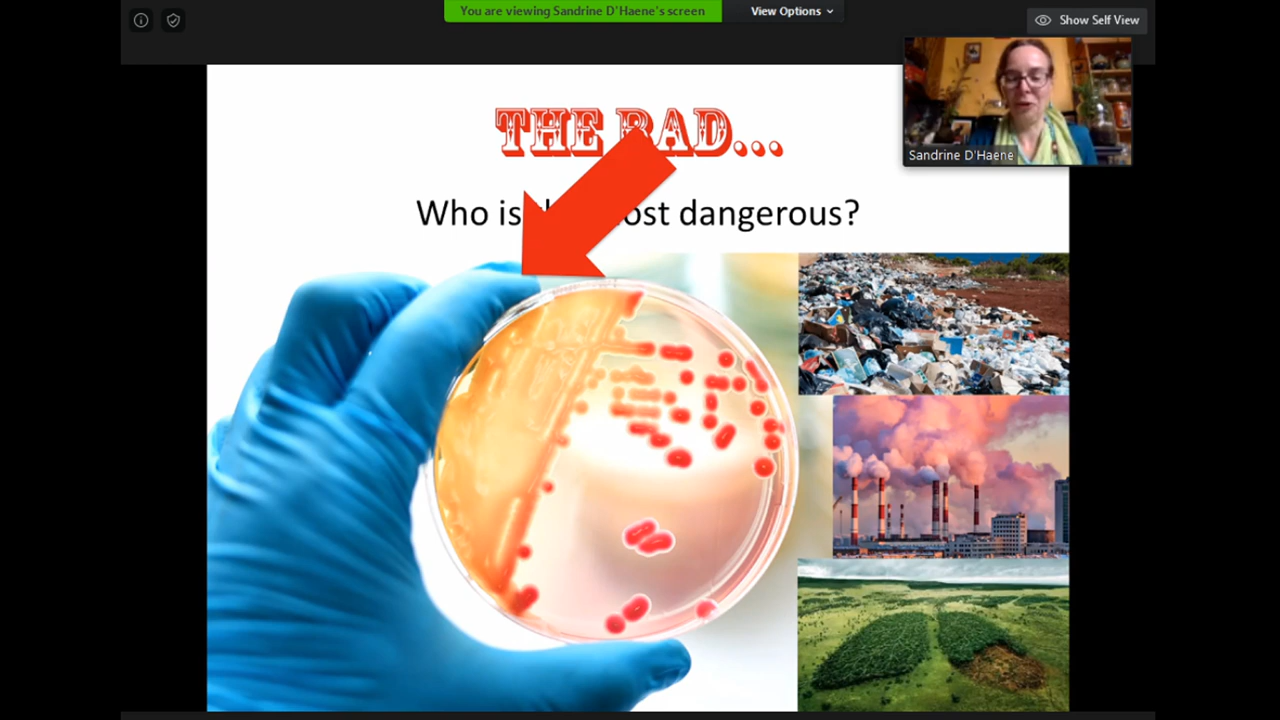 You are viewing Sandrine D'Haene's screen
View Options
Show Self View
THE BAD...
Sandrine D'Haene
Who is the most dangerous?